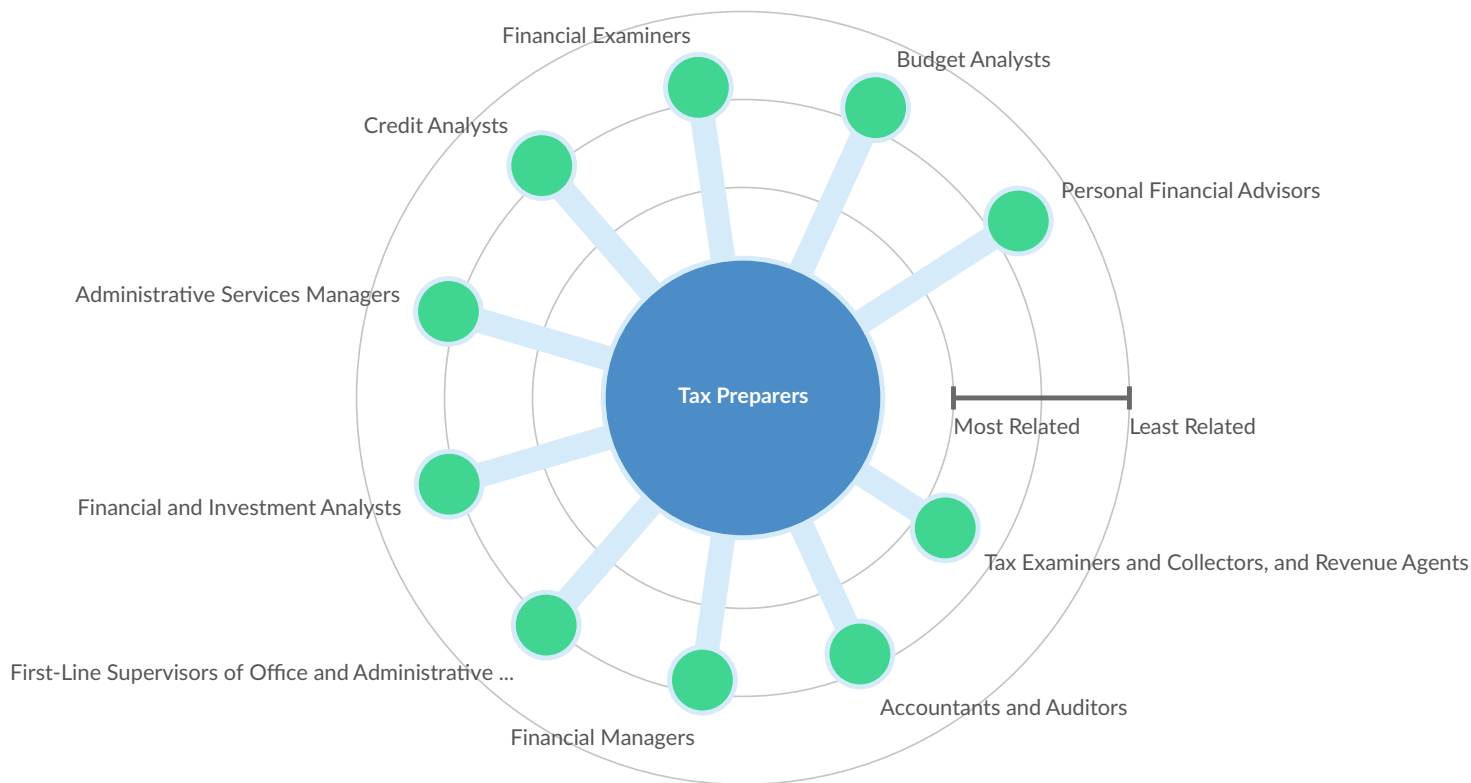 Financial Examiners
Budget Analysts
Credit Analysts
Personal Financial Advisors
Administrative Services Managers
Tax Preparers
Most Related
Least Related
Financial and Investment Analysts
Tax Examiners and Collectors, and Revenue Agents
First-Line Supervisors of Office and Administrative ...
Accountants and Auditors
Financial Managers